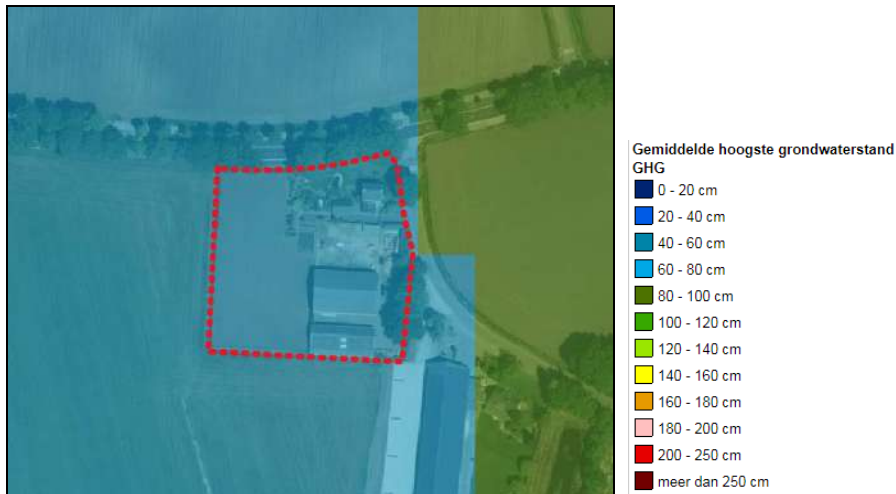 Gemiddelde hoogste grondwaterstand
GHG
0 - 20 cm
20 - 40 cm
40 - 60 cm
60 - 80 cm
80 - 100 cm
100 - 120 cm
120 - 140 cm
140 - 160 cm
160 - 180 cm
180 - 200 cm
200 - 250 cm
meer dan 250 cm